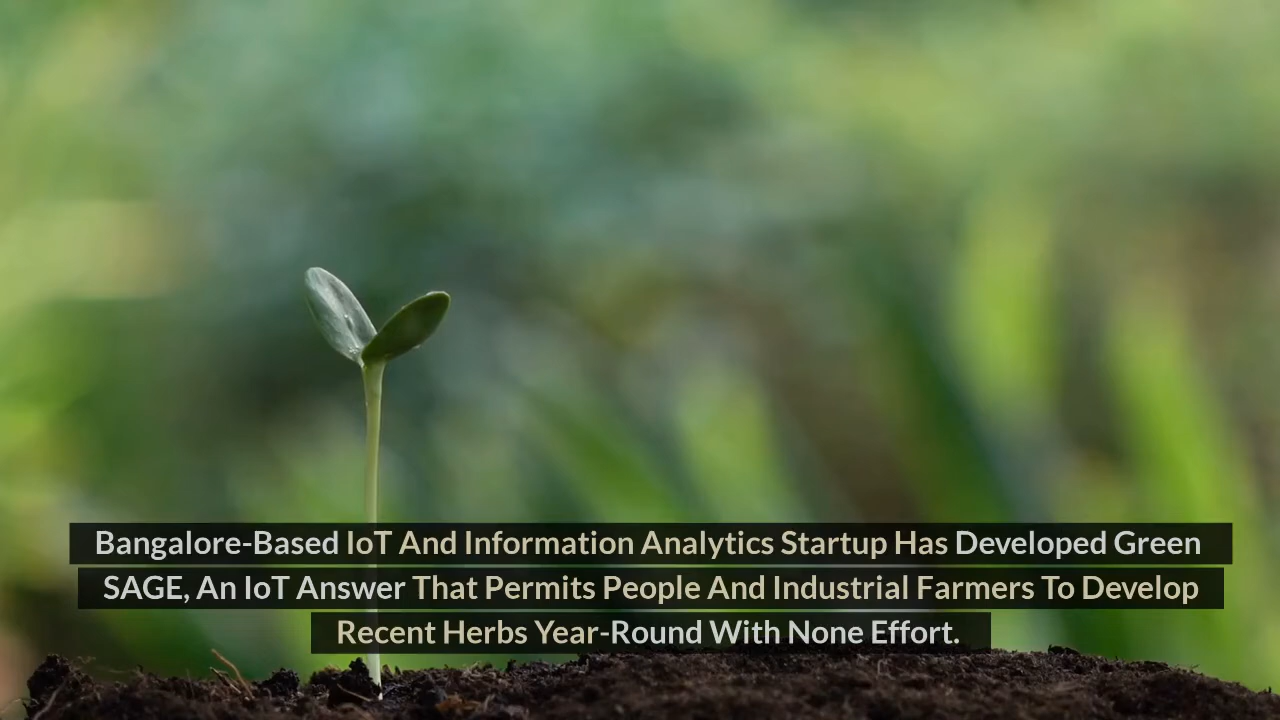 Bangalore-Based IoT And Information Analytics Startup Has Developed Green
SAGE, An IoT Answer That Permits People And Industrial Farmers To Develop
Recent Herbs Year-Round With None Effort.